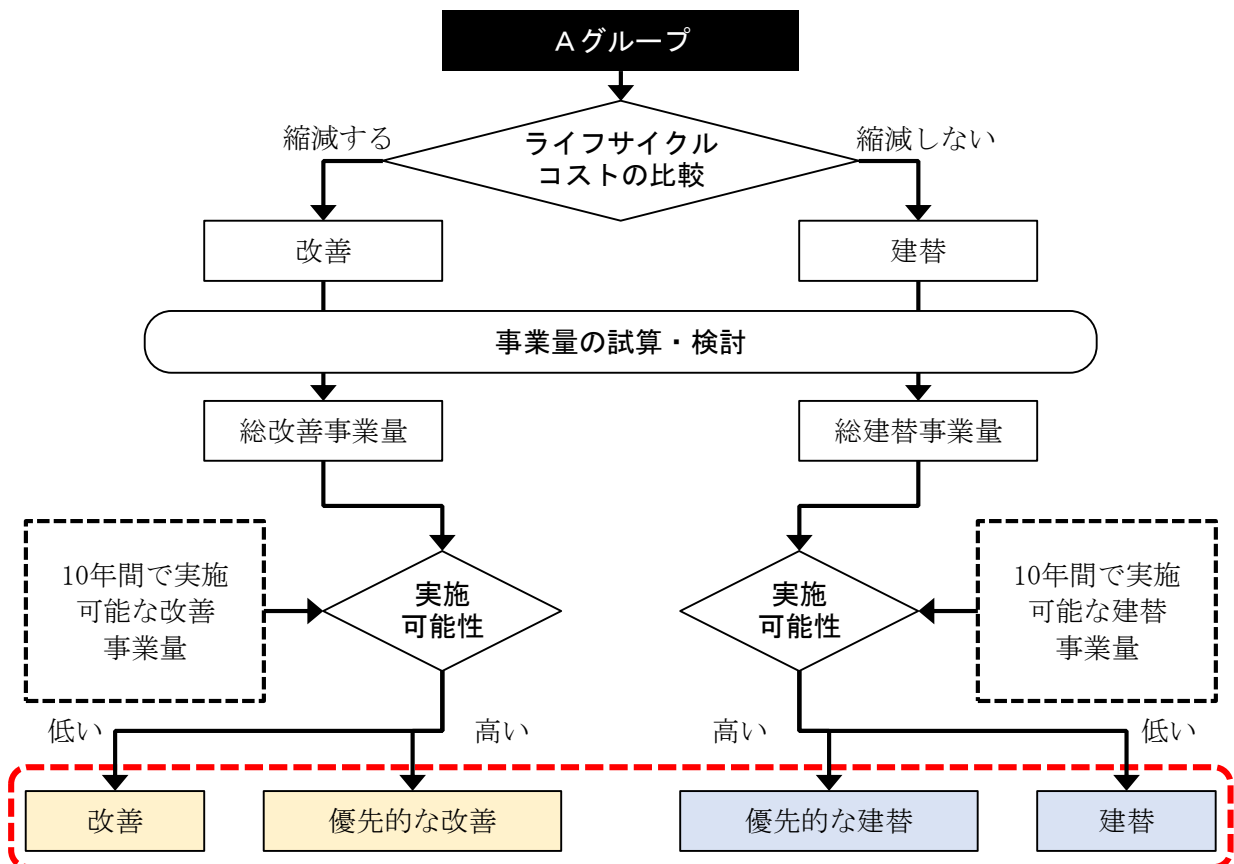 Aグループ
縮減する
ライフサイクル
コストの比較
縮減しない
改善
建替
事業量の試算・検討
総改善事業量
総建替事業量
10年間で実施
可能な改善
事業量
実施
可能性
実施
可能性
10年間で実施
可能な建替
事業量
低い
高い
高い
低い
改善
優先的な改善
優先的な建替
建替